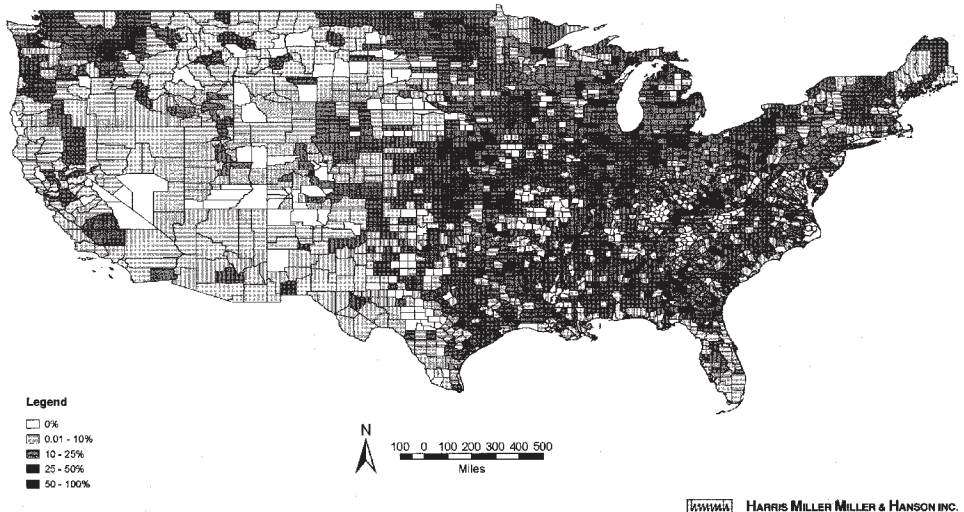 Legend
0%
0.01 - 10%
10 - 25%
25 - 50%
50 - 100%
N
100 0 100 200 300 400 500
Miles
HARRIS MILLER MILLER & HANSON INC.